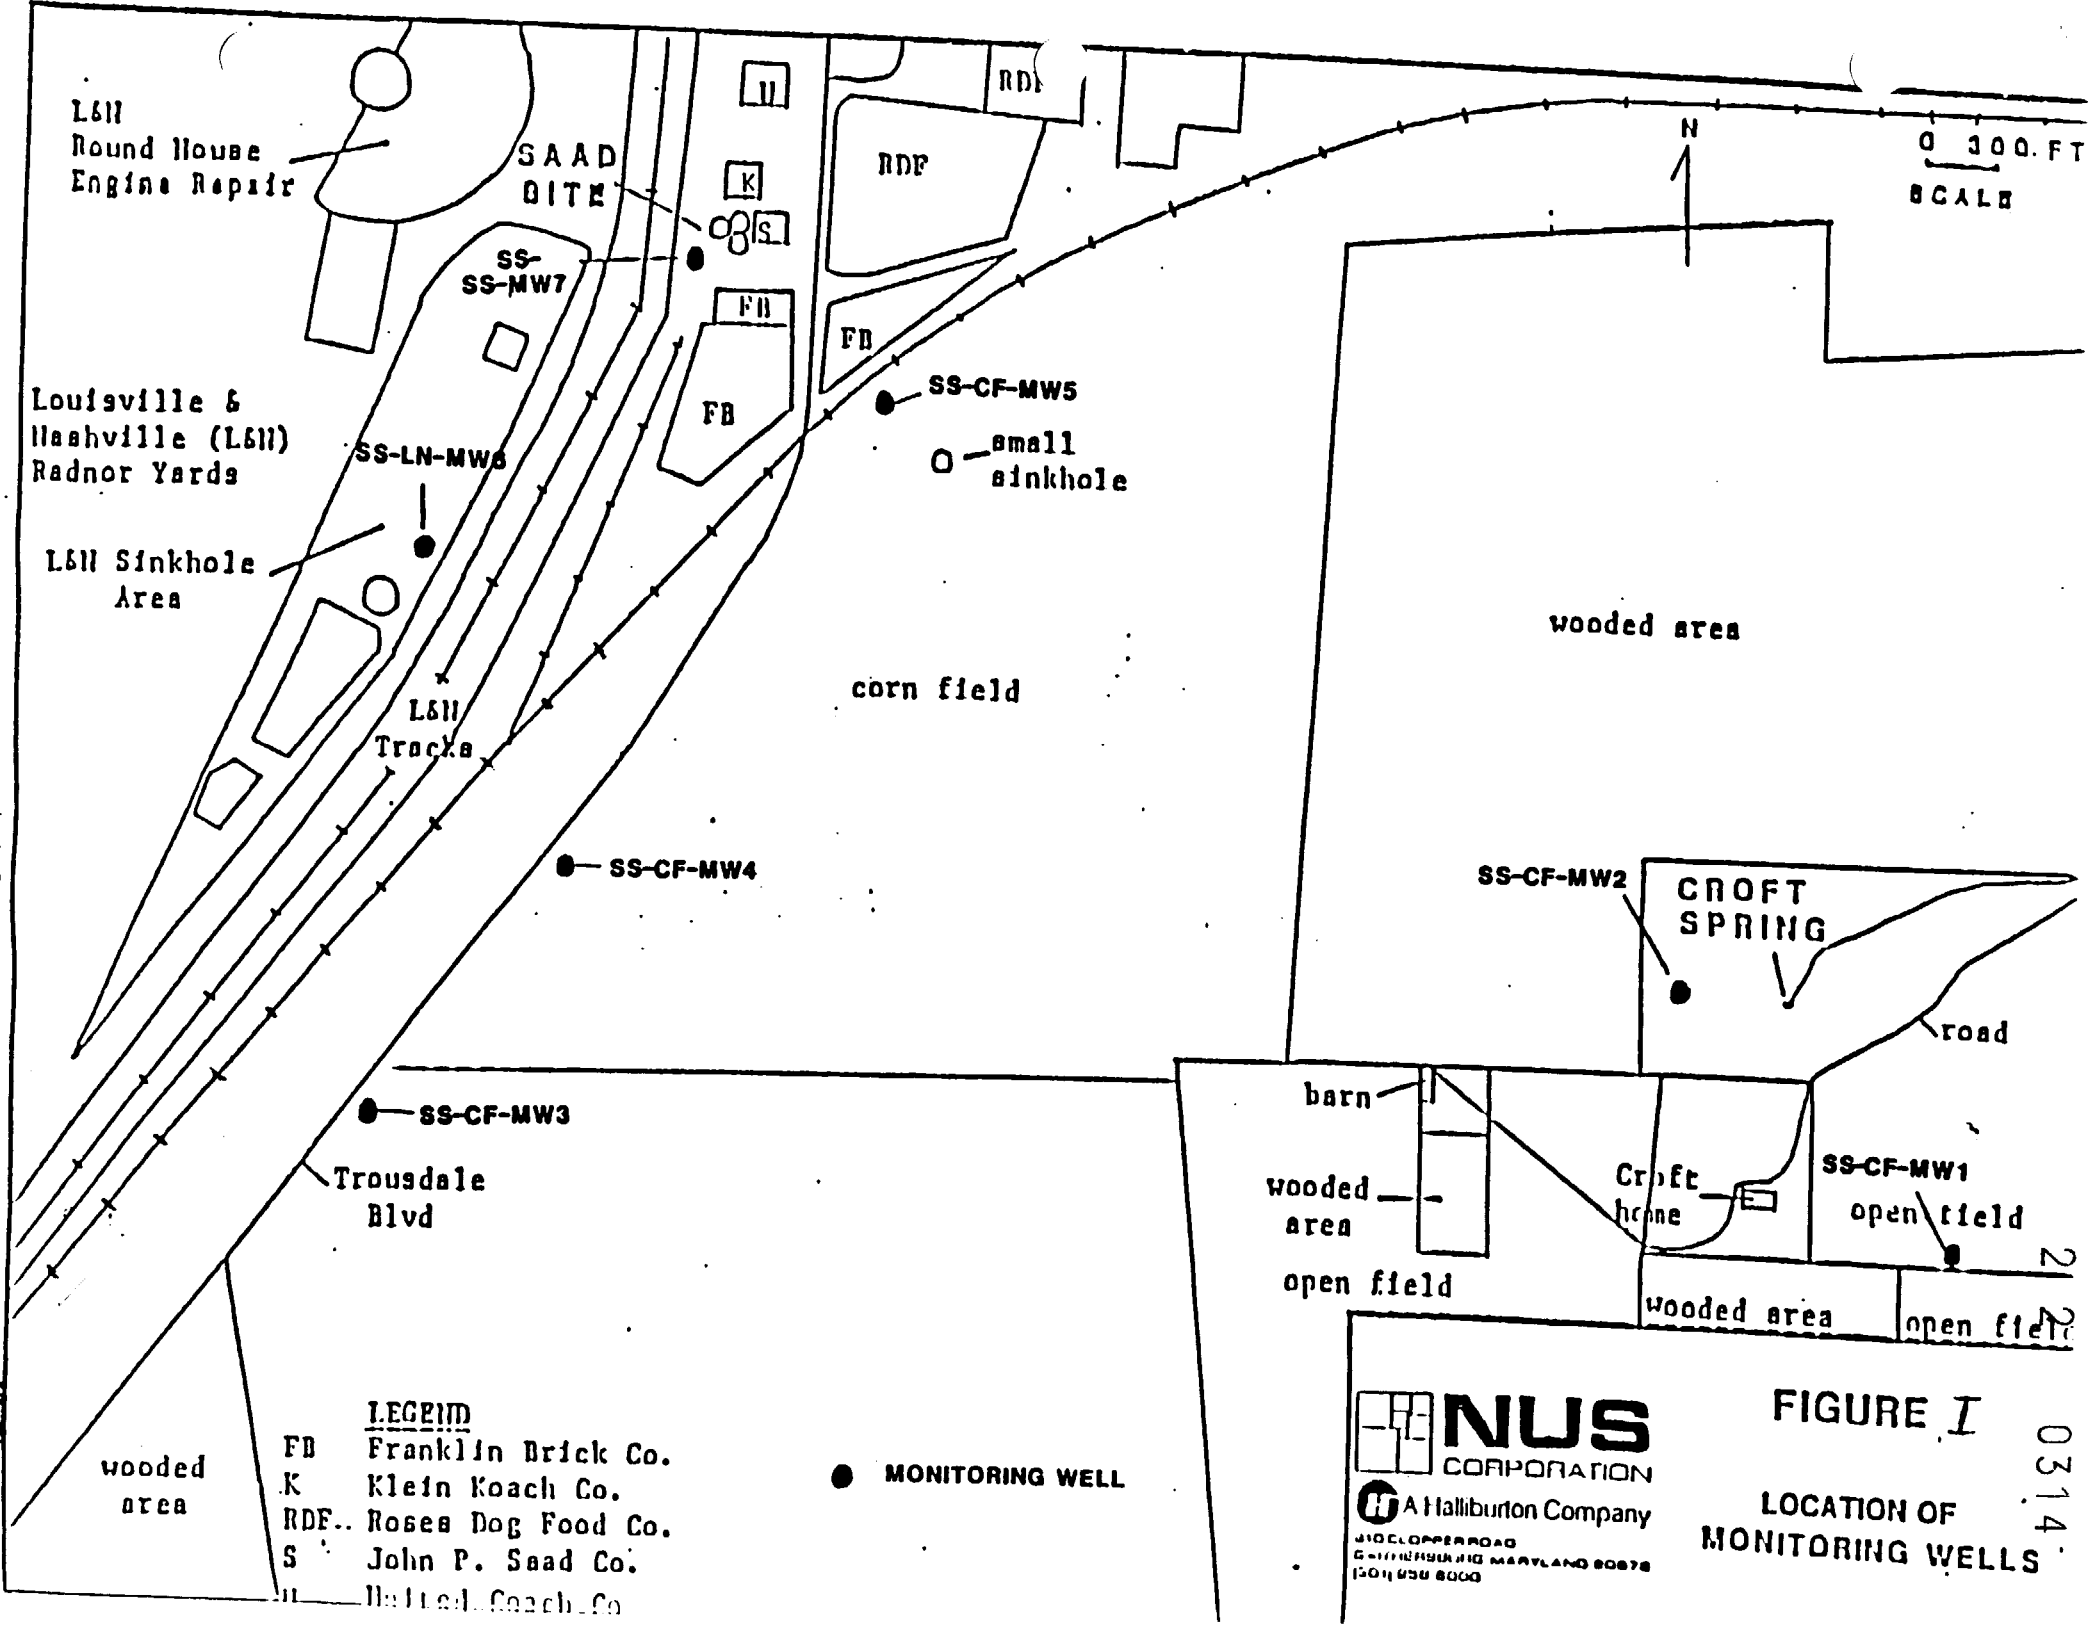 L&N
Round House
Engine Repair
SAAD
SITE
U
K
S
RDF
RDF
N
0 300. FT
SCALE
SS-
SS-MW7
FB
FB
FB
SS-CF-MW5
small
sinkhole
Louisville &
Nashville (L&N)
Radnor Yards
SS-LN-MW6
L&N Sinkhole
Area
L&N
Tracks
corn field
wooded area
SS-CF-MW4
SS-CF-MW2
CROFT
SPRING
road
SS-CF-MW3
Trousdale
Blvd
barn
wooded
area
open field
Croft
home
SS-CF-MW1
open field
wooded area
open field
wooded
area
LEGEND
FB Franklin Brick Co.
K Klein Koach Co.
RDF.. Roses Dog Food Co.
S John P. Saad Co.
U United Coach Co
MONITORING WELL
NUS
CORPORATION
A Halliburton Company
FIGURE I
LOCATION OF
MONITORING WELLS
2 2 0314